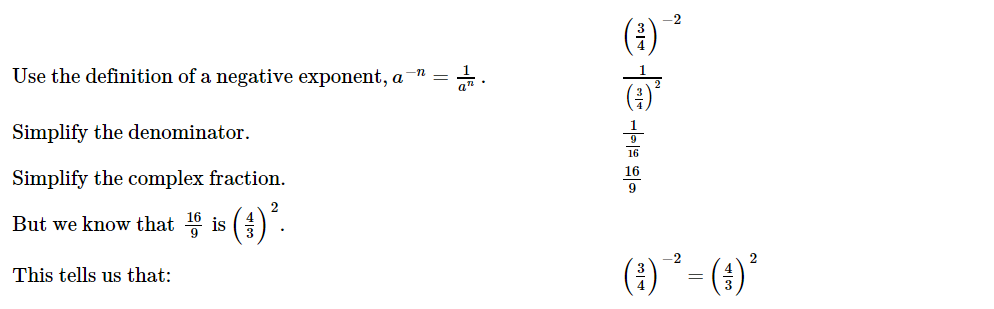 (3/4)⁻²
Use the definition of a negative exponent, a⁻ⁿ = 1/aⁿ . 1/(3/4)²
Simplify the denominator. 1/(9/16)
Simplify the complex fraction. 16/9
But we know that 16/9 is (4/3)².
This tells us that: (3/4)⁻² = (4/3)²